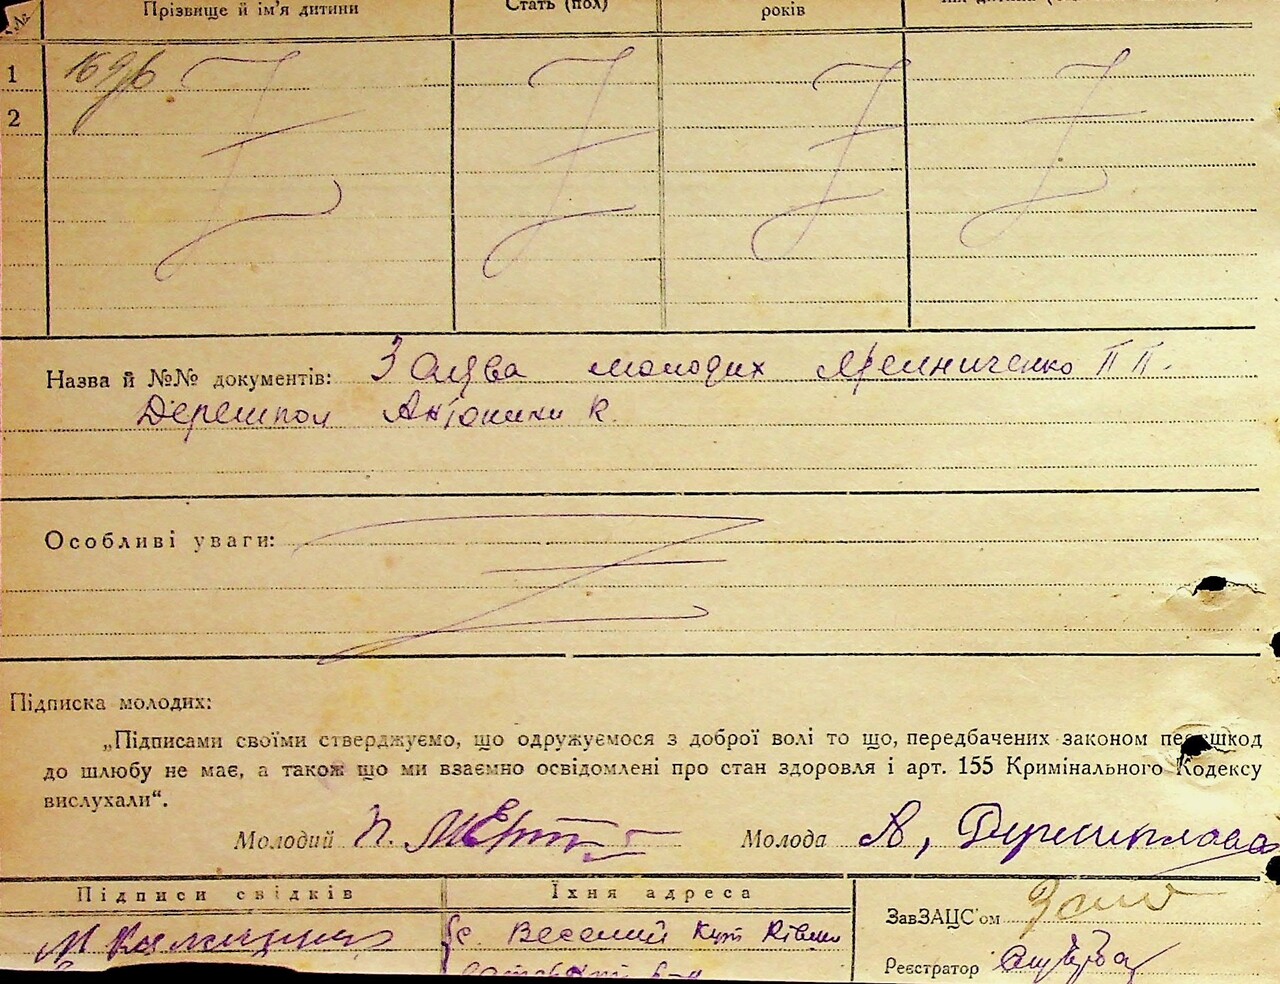 №№ Прізвище й ім'я дитини Стать (пол) років
1 1696
2
Назва й №№ документів: Заява молодих П П.
Антонини К.
Особливі уваги:
Підписка молодих:
„Підписами своїми стверджуємо, що одружуємося з доброї волі то що, передбачених законом перешкод
до шлюбу не має, а також що ми взаємно освідомлені про стан здоровля і арт. 155 Кримінального Кодексу
вислухали“.
Молодий П. Молода А,
Підписи свідків Їхня адреса
ЗавЗАЦС'ом
М с. Веселий Кут
Реєстратор